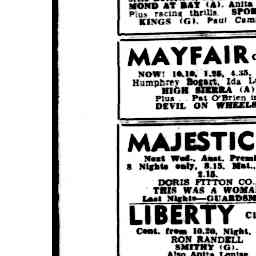 MOND AT BAY (A). Anita
Plus racing thrills. SPOR
KINGS (G). Paul Cam
MAYFAIR
NOW! 10.10, 1.25, 4.35,
Humphrey Bogart, Ida L
HIGH SIERRA (A)
Plus Pat O'Brien i
DEVIL ON WHEELS
MAJESTIC
Next Wed., Aust. Premi
8 Nights only, 8.15. Mat.,
2.15.
DORIS FITTON CO.
THIS WAS A WOMA
Last Nights—GUARDSM
LIBERTY
Cont. from 10.20, Night,
RON RANDELL
SMITHY (G).
Also Anita Louise